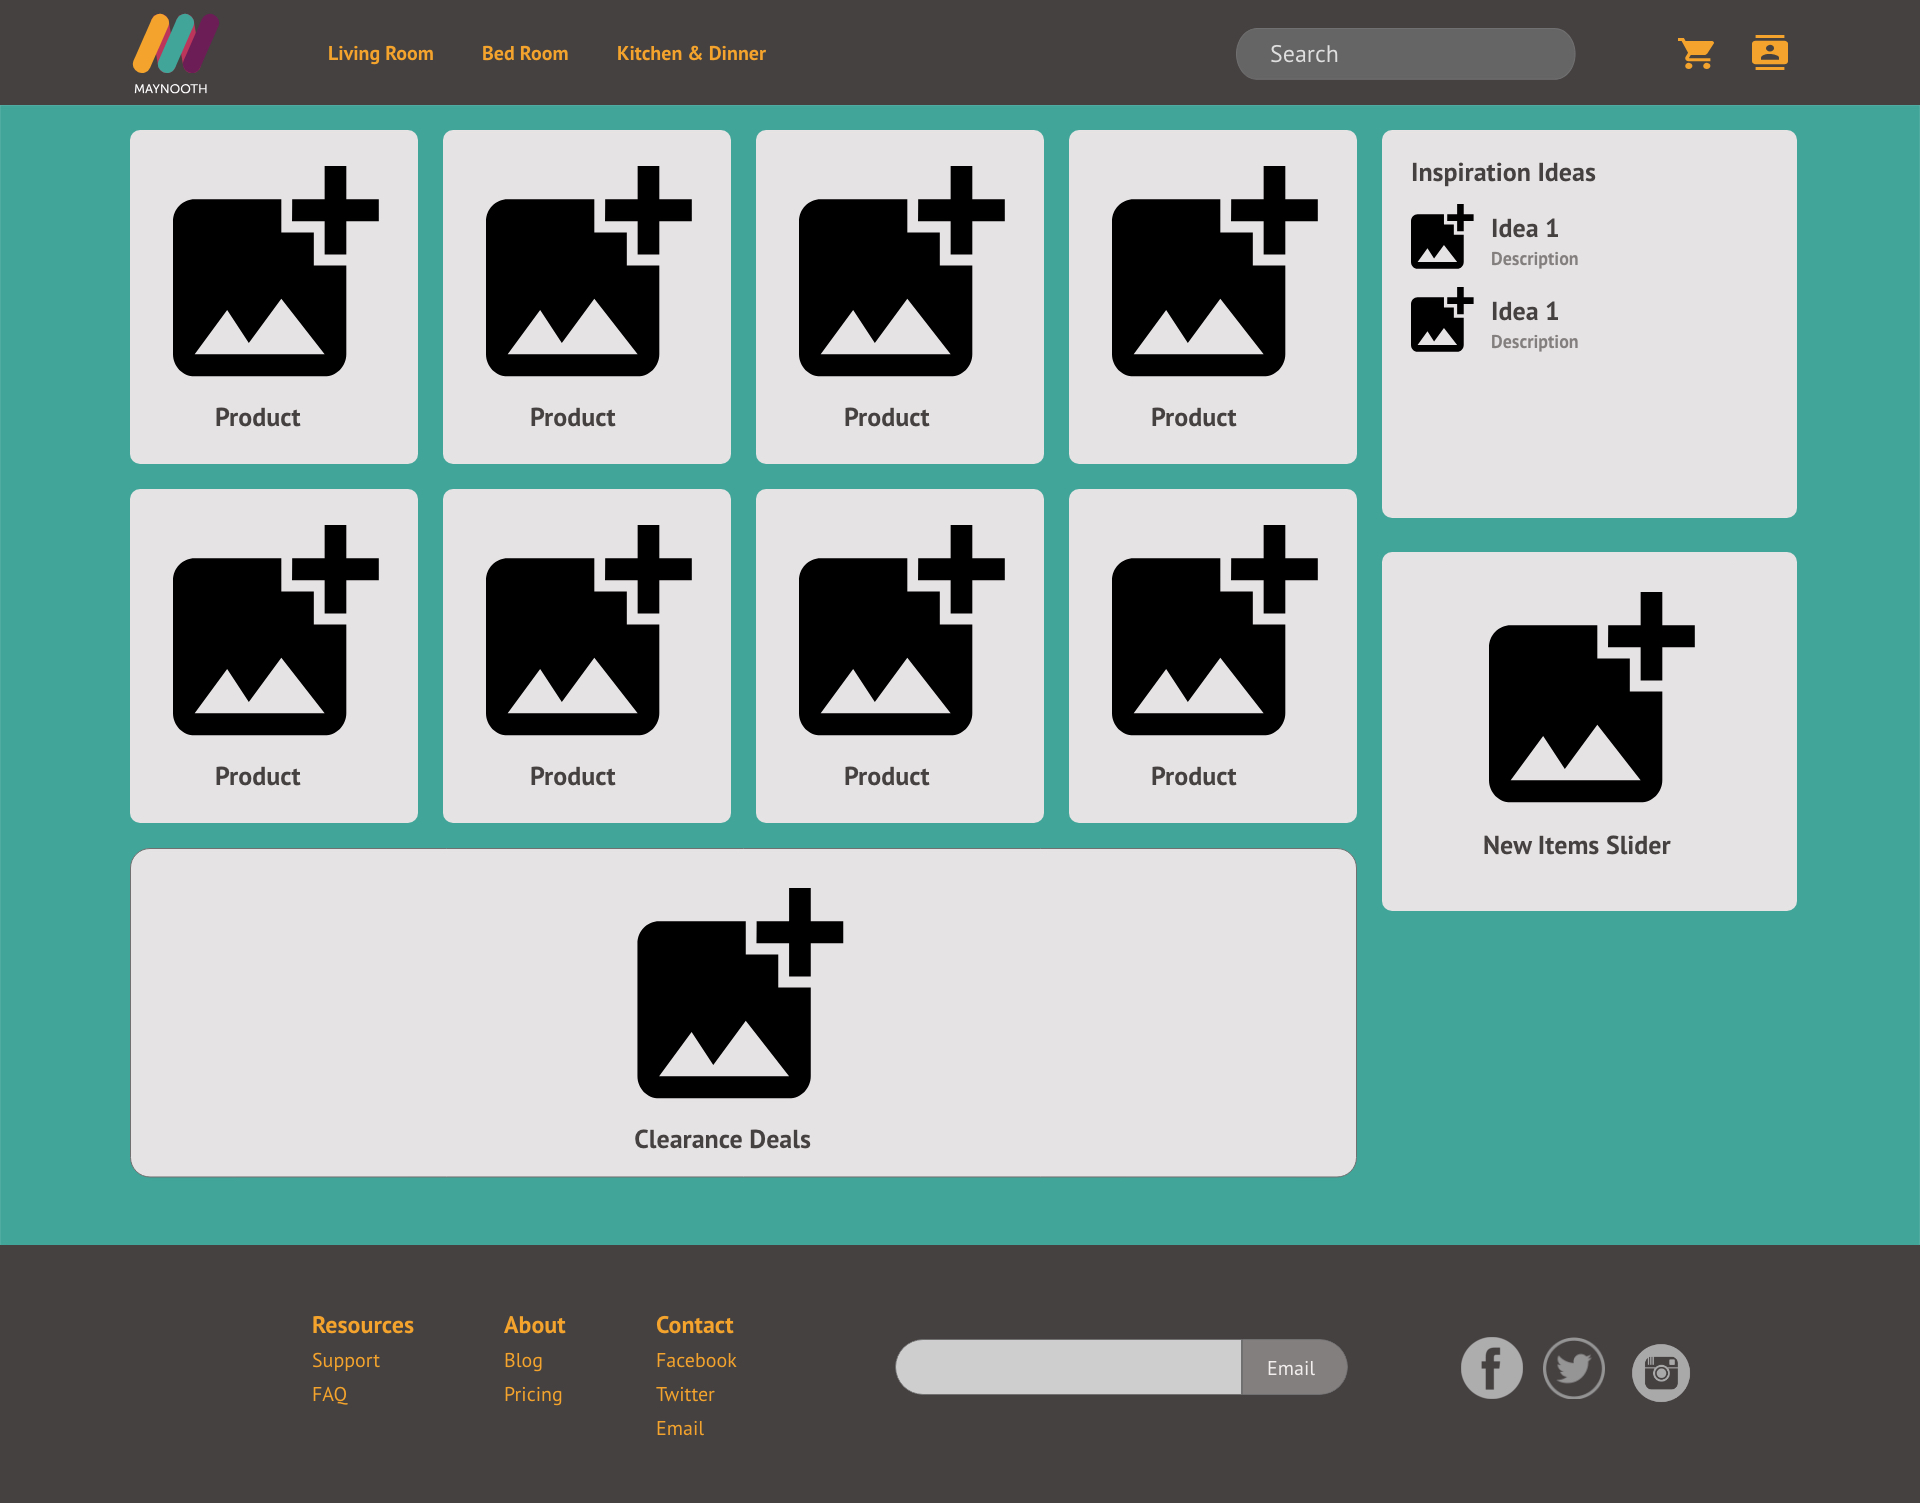 MAYNOOTH
Living Room
Bed Room
Kitchen & Dinner
Search
Product
Product
Product
Product
Inspiration Ideas
Idea 1
Description
Idea 1
Description
Product
Product
Product
Product
New Items Slider
Clearance Deals
Resources
Support
FAQ
About
Blog
Pricing
Contact
Facebook
Twitter
Email
Email